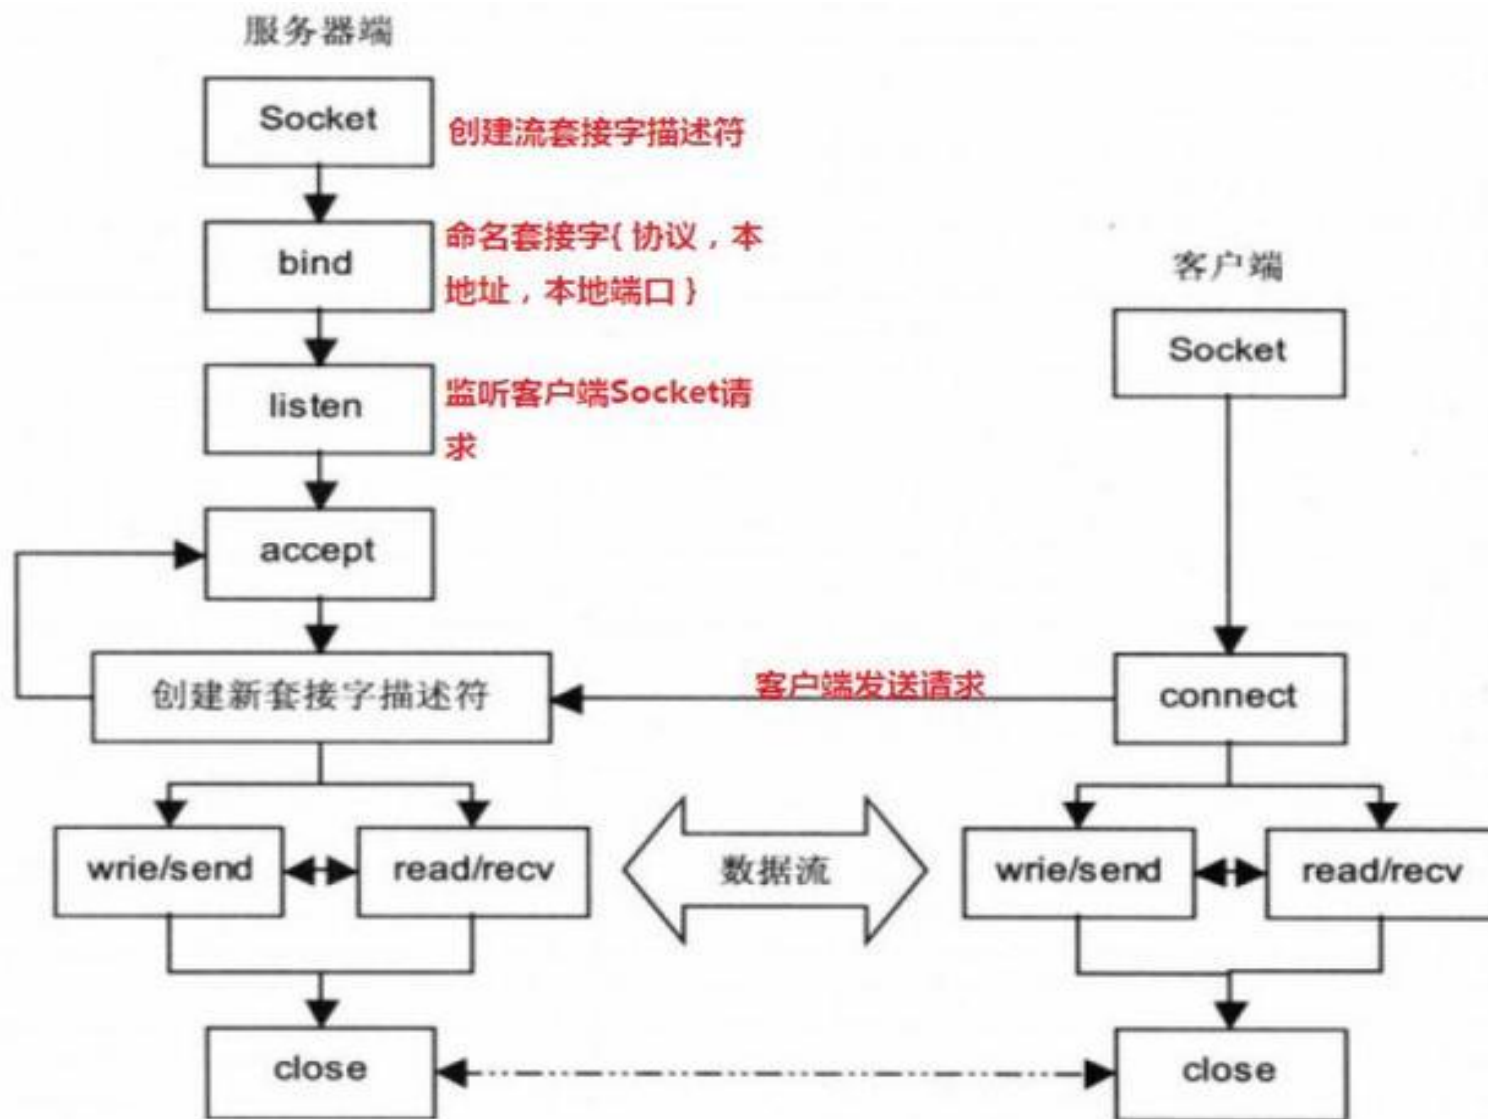 服务器端
Socket
创建流套接字描述符
bind
命名套接字{ 协议，本
地址，本地端口 }
listen
监听客户端Socket请
求
accept
创建新套接字描述符
wrie/send
read/recv
close
客户端发送请求
数据流
客户端
Socket
connect
wrie/send
read/recv
close